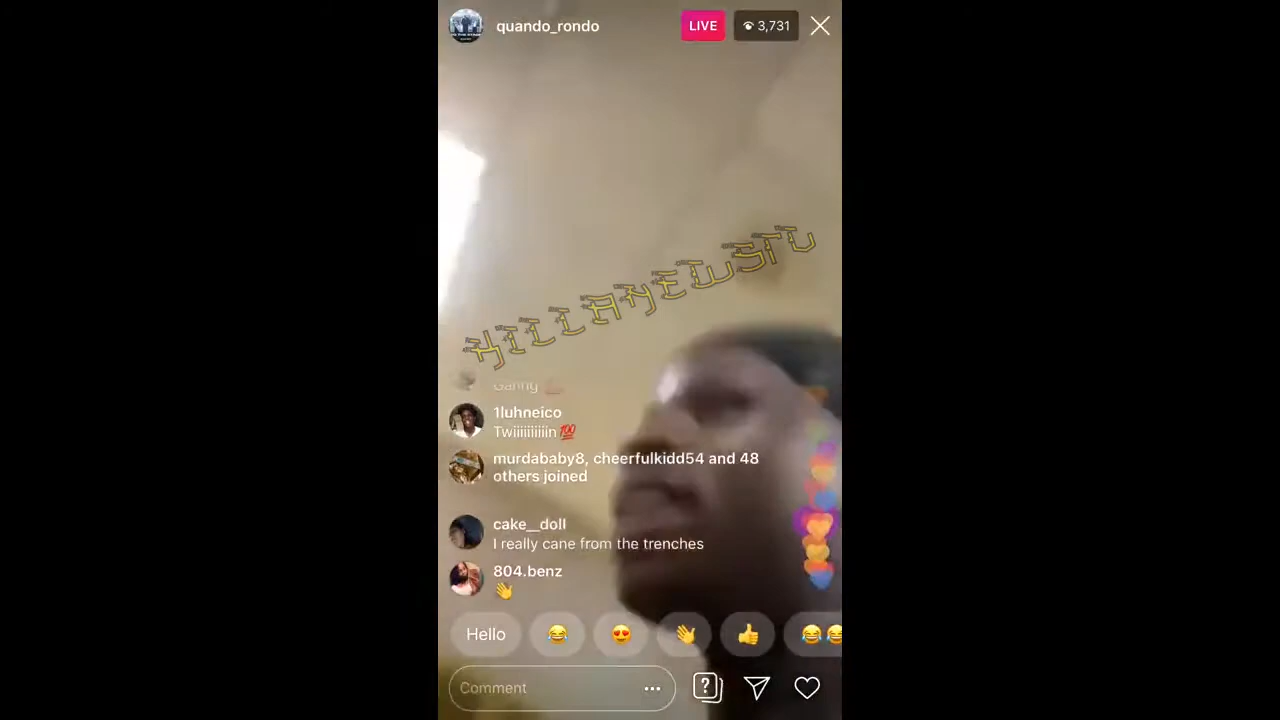 quando_rondo
LIVE
3,731
HILLANEWSTV
1luhneico
Twiiiiiiiiiin💯
murdababy8, cheerfulkidd54 and 48
others joined
cake__doll
I really cane from the trenches
804.benz
👋
Hello 😂 😍 👋 👍 😂😂
Comment